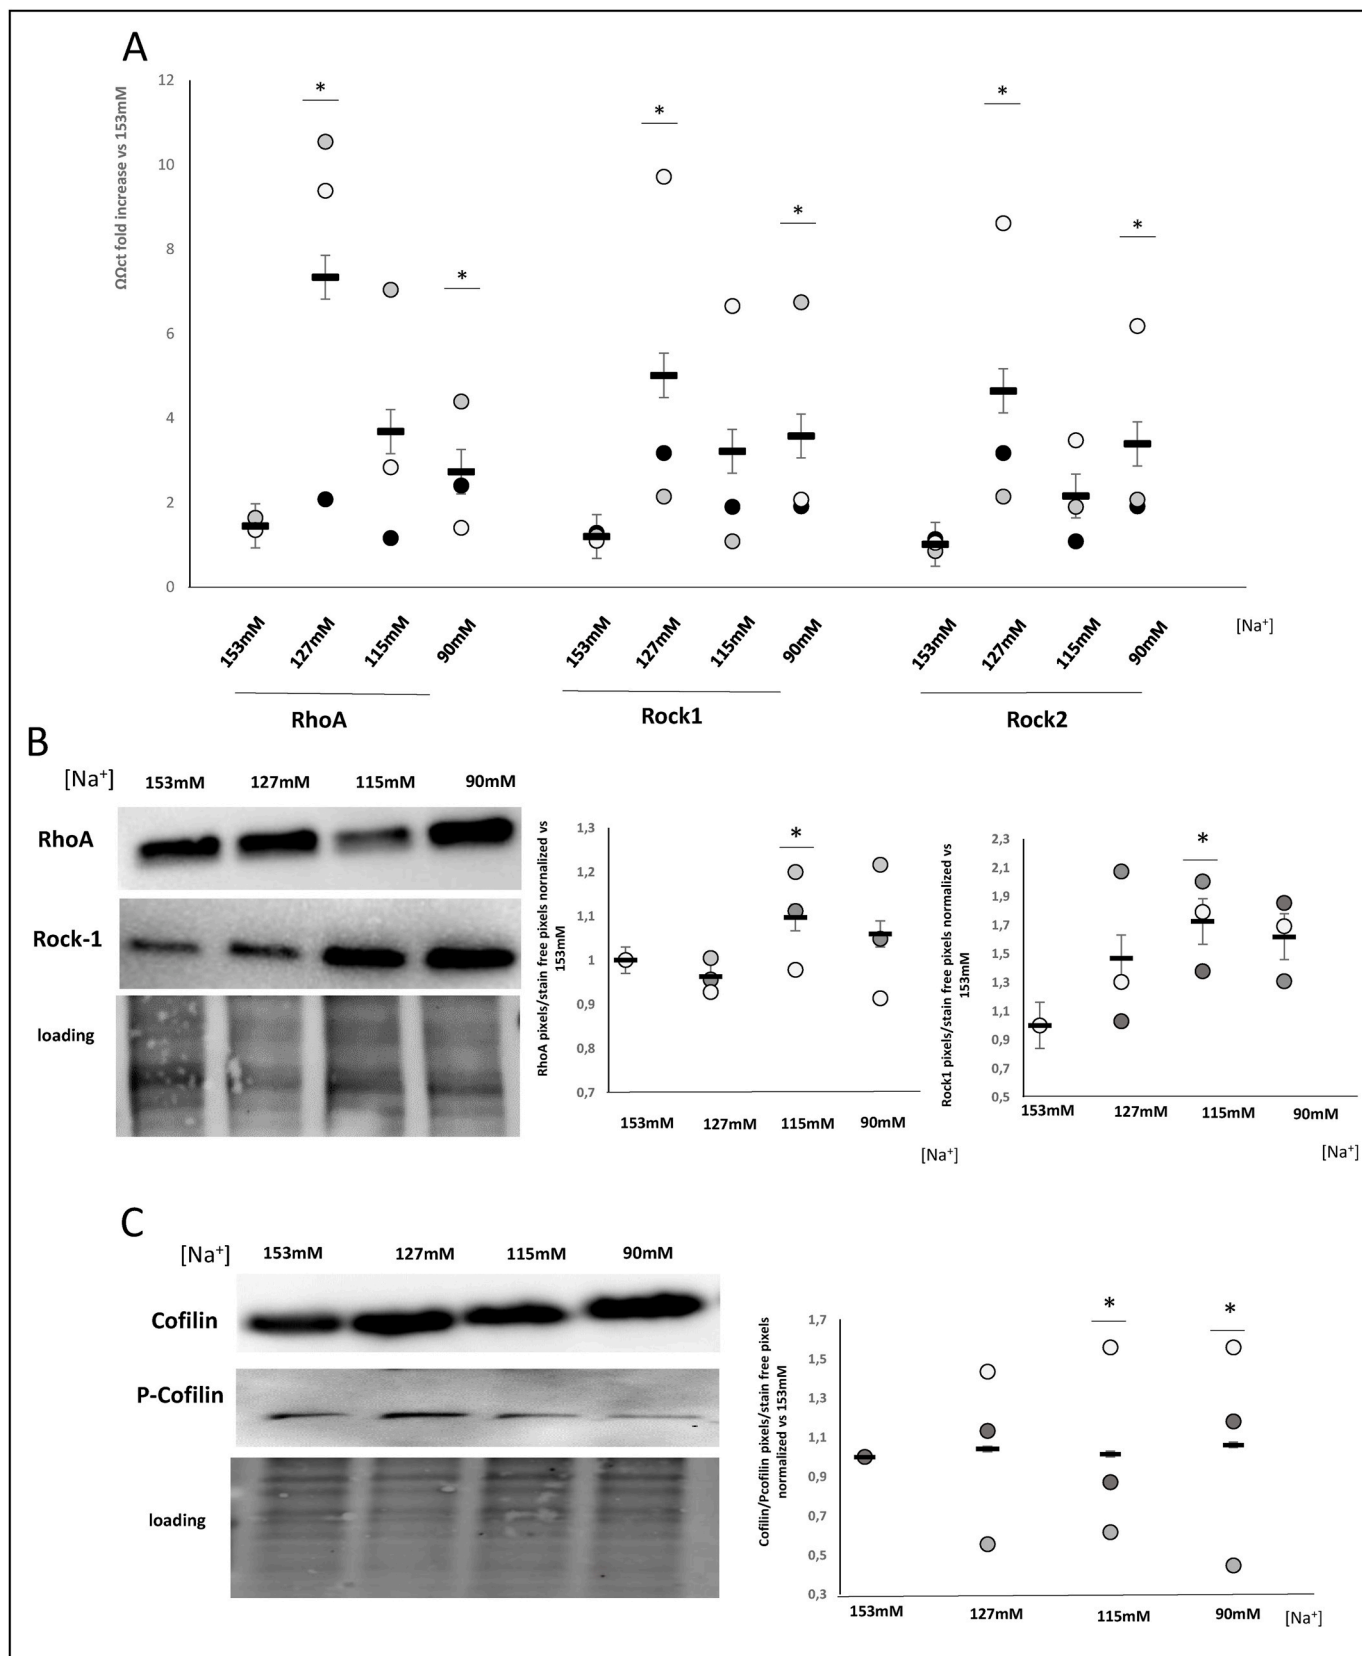 A
ΩΩct fold increase vs 153mM
12
10
8
6
4
2
0
* * * * * *
153mM 127mM 115mM 90mM 153mM 127mM 115mM 90mM 153mM 127mM 115mM 90mM [Na+]
RhoA Rock1 Rock2
B
[Na+] 153mM 127mM 115mM 90mM
RhoA
Rock-1
loading
RhoA pixels/stain free pixels nornalized vs
153mM
1,3
1,2
1,1
1
0,9
0,8
0,7
*
153mM 127mM 115mM 90mM
[Na+]
Rock1 pixels/stain free pixels normalized vs
153mM
2,3
2,1
1,9
1,7
1,5
1,3
1,1
0,9
0,7
0,5
*
153mM 127mM 115mM 90mM
[Na+]
C
[Na+] 153mM 127mM 115mM 90mM
Cofilin
P-Cofilin
loading
Cofilin/Pcofilin pixels/stain free pixels
normalized vs 153mM
1,7
1,5
1,3
1,1
0,9
0,7
0,5
0,3
* *
153mM 127mM 115mM 90mM [Na+]